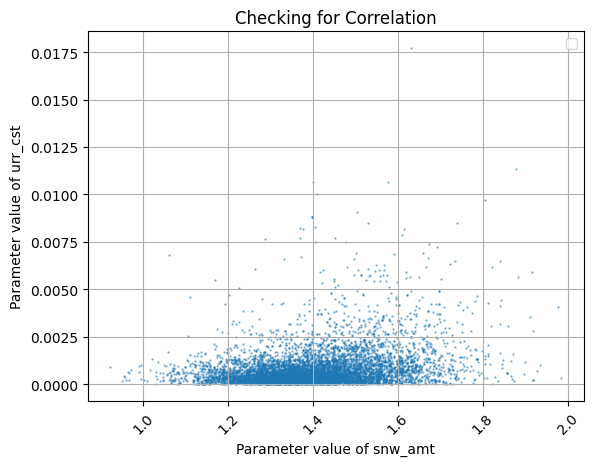 Checking for Correlation
Parameter value of urr_cst
0.0175
0.0150
0.0125
0.0100
0.0075
0.0050
0.0025
0.0000
1.0 1.2 1.4 1.6 1.8 2.0
Parameter value of snw_amt